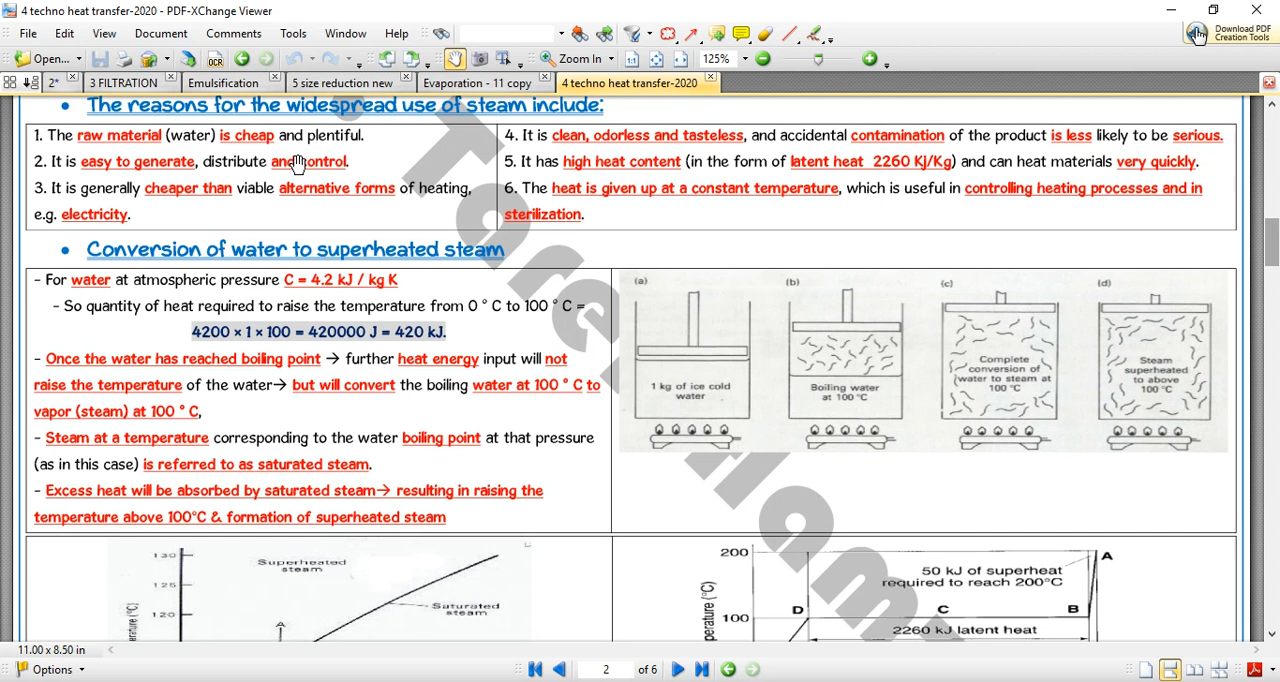 4 techno heat transfer-2020 - PDF-XChange Viewer
File Edit View Document Comments Tools Window Help
Download PDF
Creation Tools
Open... OCR Zoom In 125%
2* 3 FILTRATION Emulsification 5 size reduction new Evaporation - 11 copy 4 techno heat transfer-2020
• The reasons for the widespread use of steam include:
1. The raw material (water) is cheap and plentiful.
2. It is easy to generate, distribute and control.
3. It is generally cheaper than viable alternative forms of heating,
e.g. electricity.
4. It is clean, odorless and tasteless, and accidental contamination of the product is less likely to be serious.
5. It has high heat content (in the form of latent heat 2260 Kj/Kg) and can heat materials very quickly.
6. The heat is given up at a constant temperature, which is useful in controlling heating processes and in
sterilization.
• Conversion of water to superheated steam
- For water at atmospheric pressure C = 4.2 kJ / kg K
- So quantity of heat required to raise the temperature from 0 ° C to 100 ° C =
4200 × 1 × 100 = 420000 J = 420 kJ.
- Once the water has reached boiling point → further heat energy input will not
raise the temperature of the water→ but will convert the boiling water at 100 ° C to
vapor (steam) at 100 ° C,
- Steam at a temperature corresponding to the water boiling point at that pressure
(as in this case) is referred to as saturated steam.
- Excess heat will be absorbed by saturated steam→ resulting in raising the
temperature above 100°C & formation of superheated steam
(a)
1 kg of ice cold
water
(b)
Boiling water
at 100 °C
(c)
Complete
conversion of
water to steam at
100 °C
(d)
Steam
superheated
to above
100 °C
130
125
120
Superheated
steam
Saturated
steam
A
200
100
A
50 kJ of superheat
required to reach 200°C
D C B
2260 kJ latent heat
perature (°C)
11.00 x 8.50 in
Options 2 of 6